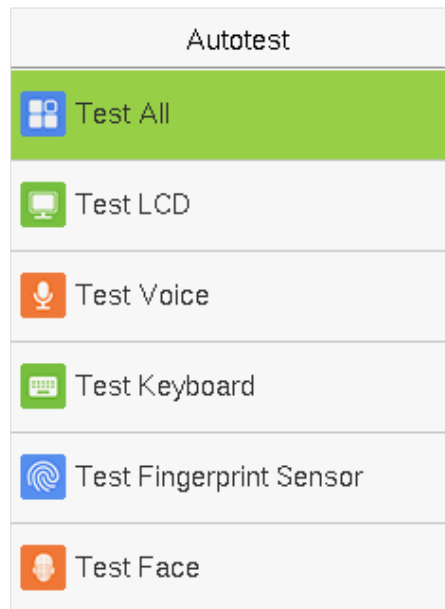 Autotest
Test All
Test LCD
Test Voice
Test Keyboard
Test Fingerprint Sensor
Test Face